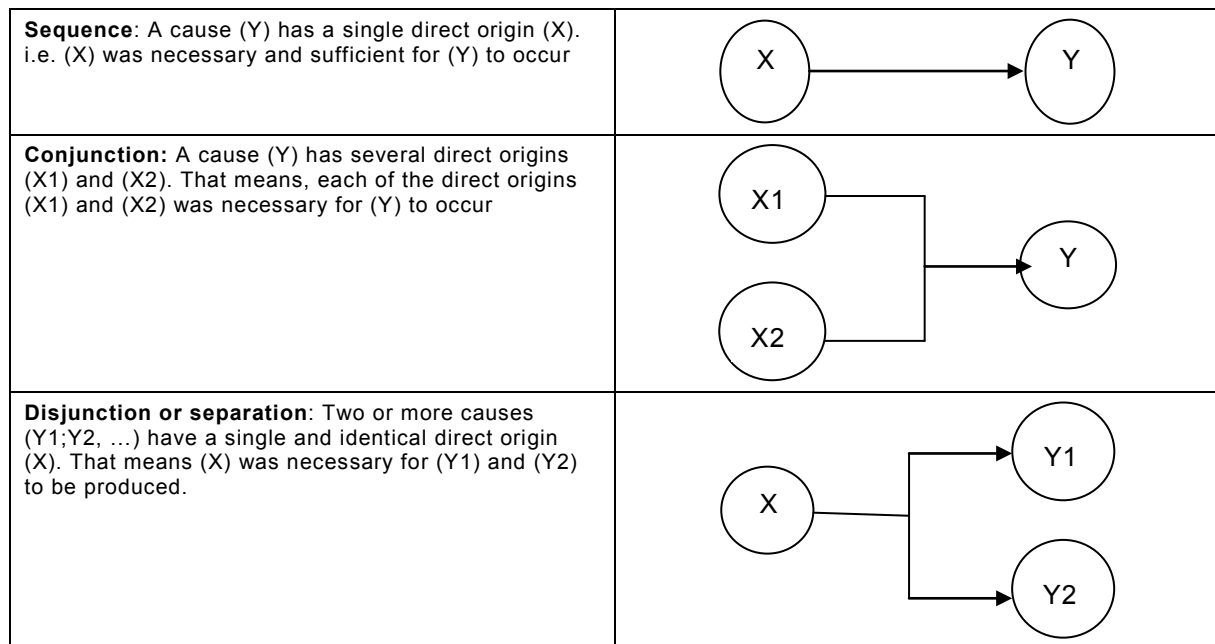 Sequence: A cause (Y) has a single direct origin (X).
i.e. (X) was necessary and sufficient for (Y) to occur
X
Y
Conjunction: A cause (Y) has several direct origins
(X1) and (X2). That means, each of the direct origins
(X1) and (X2) was necessary for (Y) to occur
X1
Y
X2
Disjunction or separation: Two or more causes
(Y1;Y2, ...) have a single and identical direct origin
(X). That means (X) was necessary for (Y1) and (Y2)
to be produced.
Y1
X
Y2